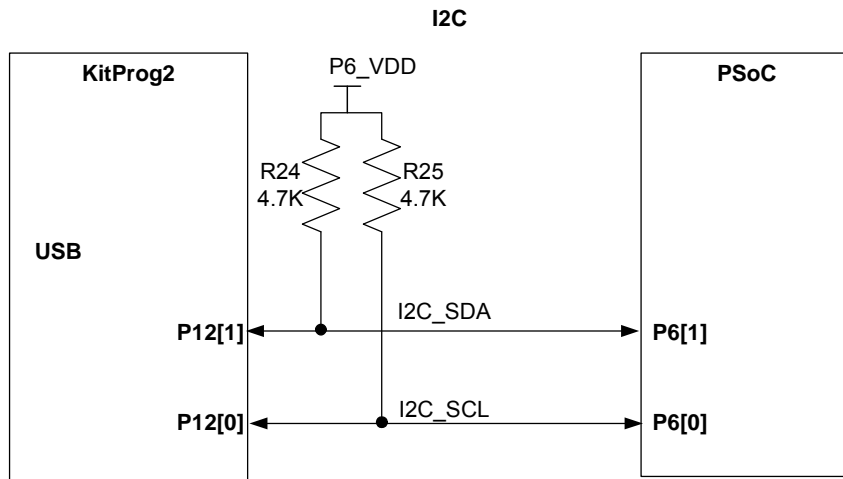 I2C
KitProg2
P6_VDD
PSoC
R24
4.7K
R25
4.7K
USB
P12[1]
I2C_SDA
P6[1]
P12[0]
I2C_SCL
P6[0]